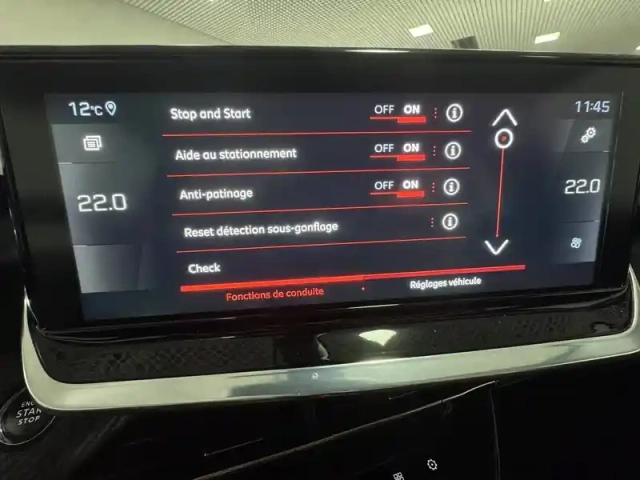 12°C
Stop and Start OFF ON
11:45
Aide au stationnement OFF ON
22.0
Anti-patinage OFF ON
22.0
Reset détection sous-gonflage
Check
Fonctions de conduite
Réglages véhicule
START
STOP